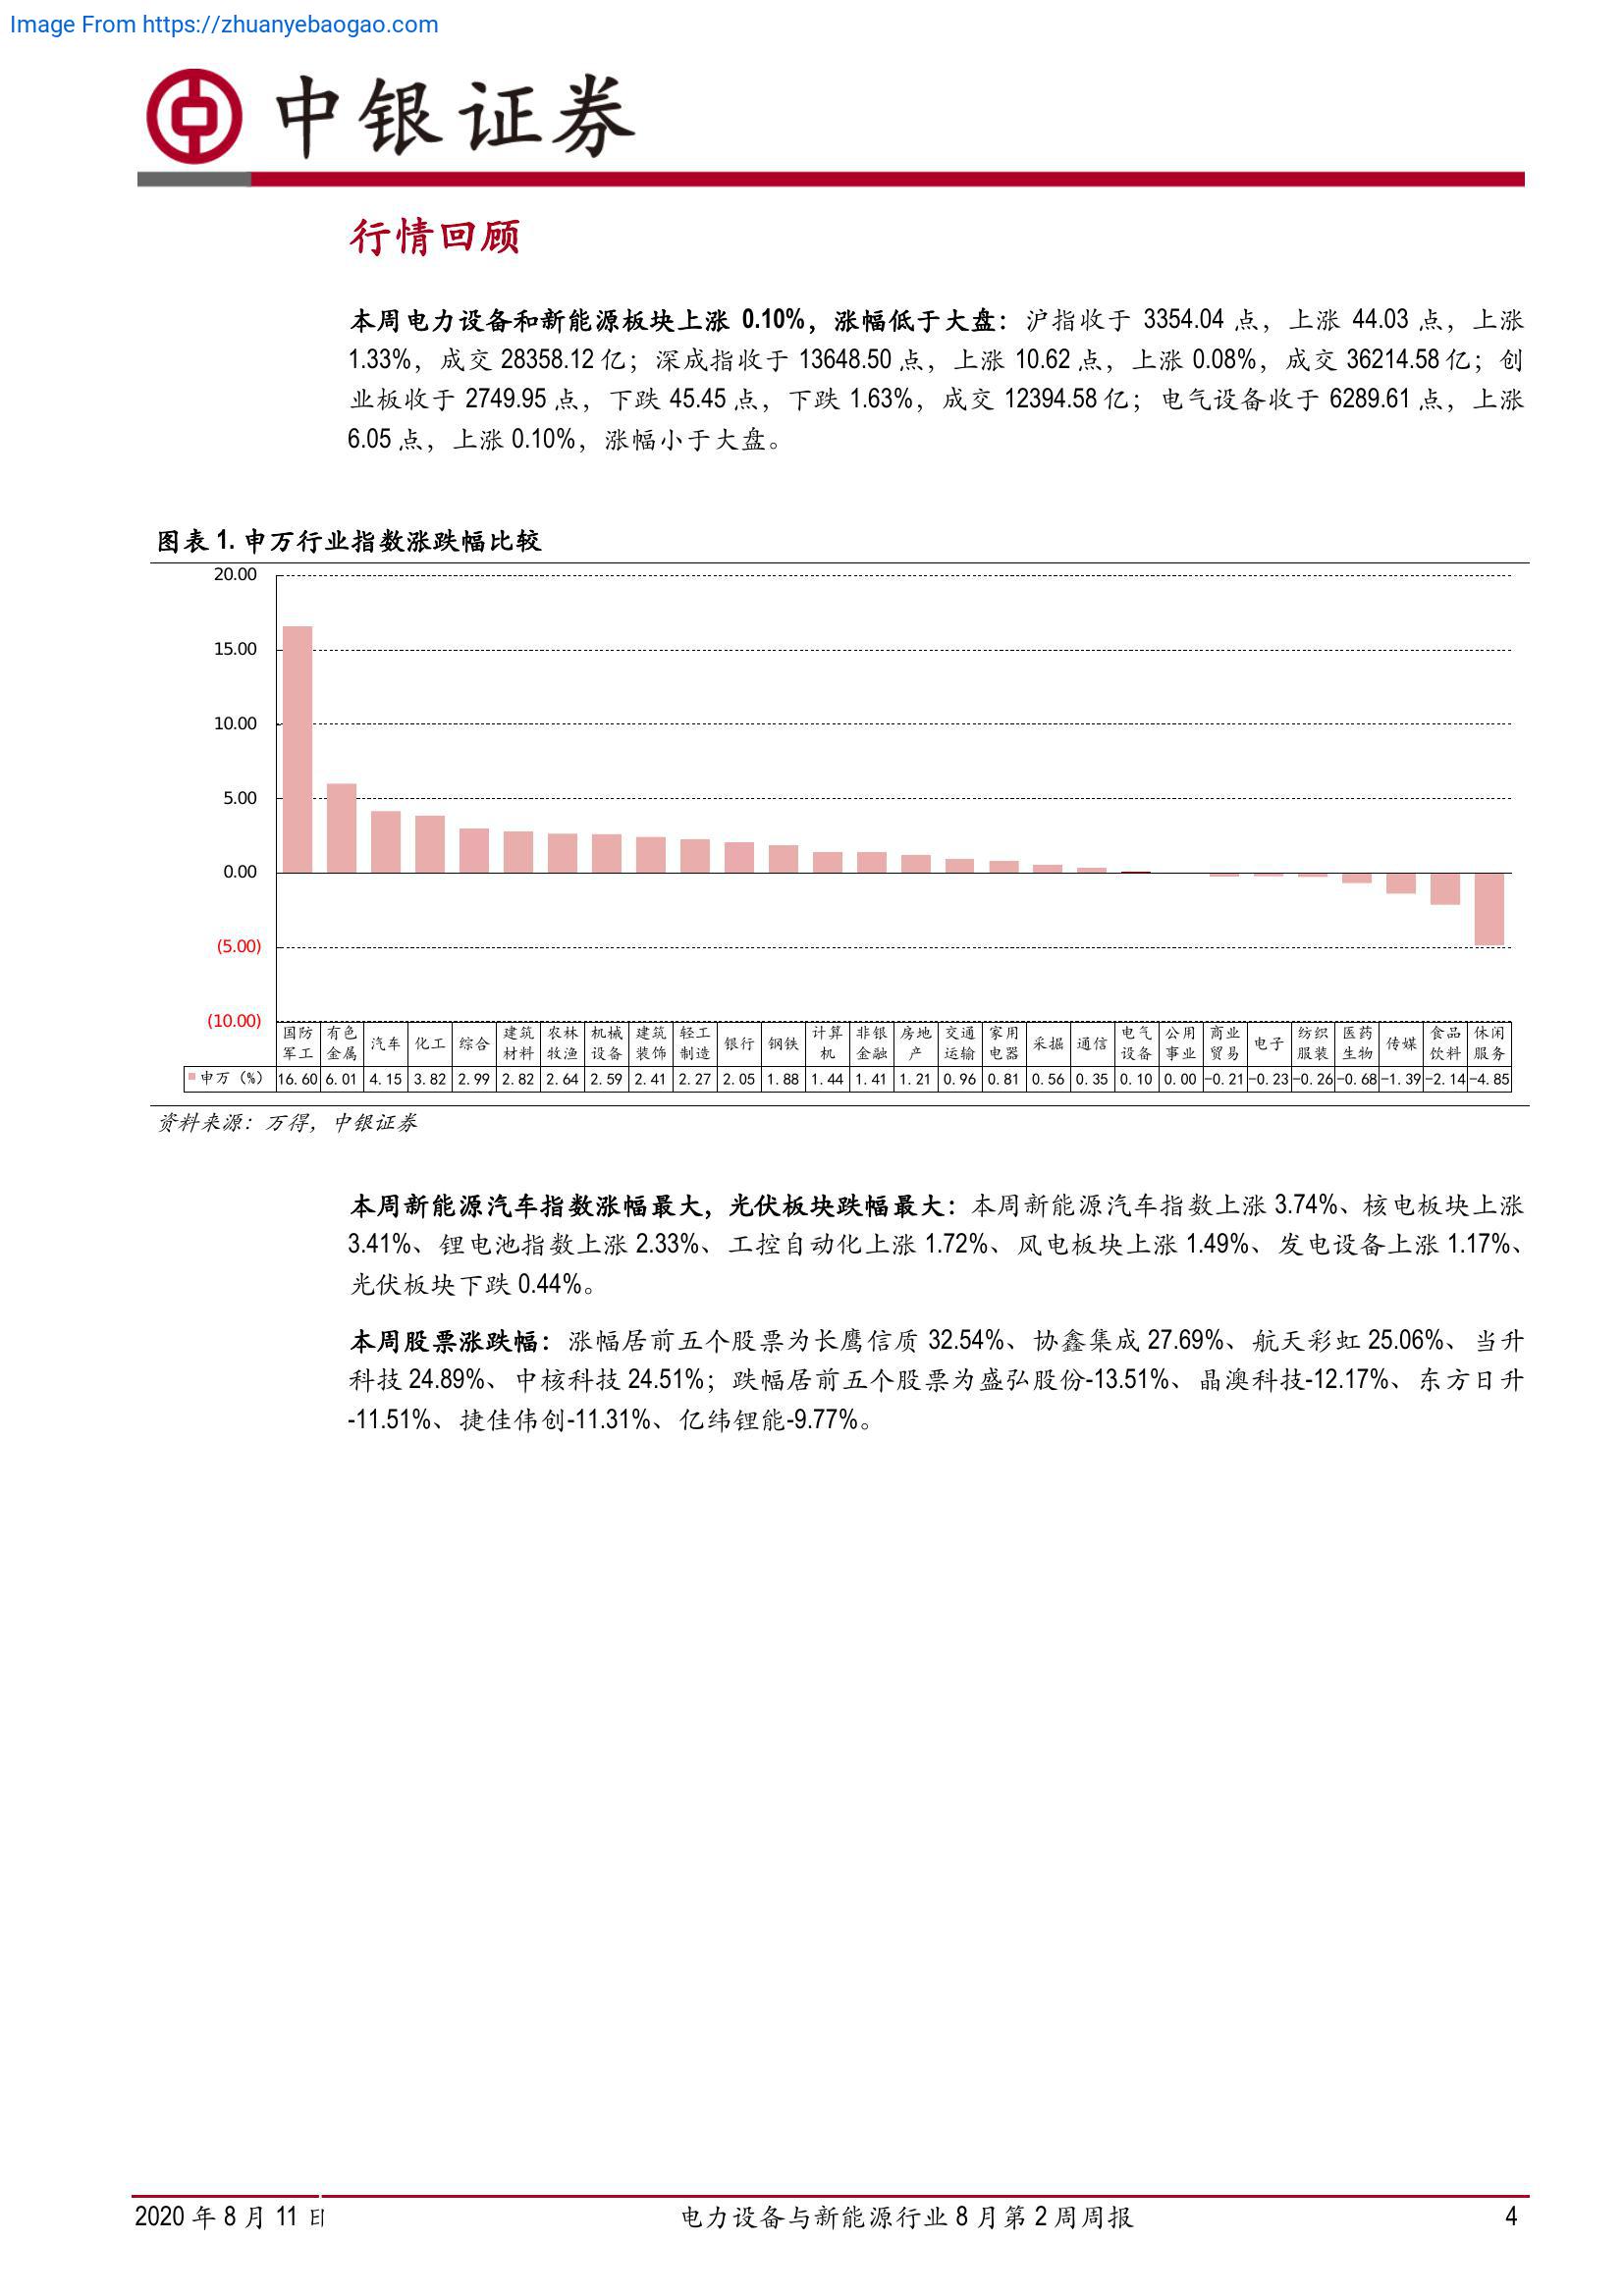 Image From https://zhuanyebaogao.com
中银证券
行情回顾
本周电力设备和新能源板块上涨 0.10%，涨幅低于大盘：沪指收于 3354.04 点，上涨 44.03 点，上涨
1.33%，成交 28358.12 亿；深成指收于 13648.50 点，上涨 10.62 点，上涨 0.08%，成交 36214.58 亿；创
业板收于 2749.95 点，下跌 45.45 点，下跌 1.63%，成交 12394.58 亿；电气设备收于 6289.61 点，上涨
6.05 点，上涨 0.10%，涨幅小于大盘。
图表 1. 申万行业指数涨跌幅比较
20.00
15.00
10.00
5.00
0.00
(5.00)
(10.00)
国防军工 有色金属 汽车 化工 综合 建筑材料 农林牧渔 机械设备 建筑装饰 轻工制造 银行 钢铁 计算机 非银金融 房地产 交通运输 家用电器 采掘 通信 电气设备 公用事业 商业贸易 电子 纺织服装 医药生物 传媒 食品饮料 休闲服务
申万（%） 16.60 6.01 4.15 3.82 2.99 2.82 2.64 2.59 2.41 2.27 2.05 1.88 1.44 1.41 1.21 0.96 0.81 0.56 0.35 0.10 0.00 -0.21 -0.23 -0.26 -0.68 -1.39 -2.14 -4.85
资料来源：万得，中银证券
本周新能源汽车指数涨幅最大，光伏板块跌幅最大：本周新能源汽车指数上涨 3.74%、核电板块上涨
3.41%、锂电池指数上涨 2.33%、工控自动化上涨 1.72%、风电板块上涨 1.49%、发电设备上涨 1.17%、
光伏板块下跌 0.44%。
本周股票涨跌幅：涨幅居前五个股票为长鹰信质 32.54%、协鑫集成 27.69%、航天彩虹 25.06%、当升
科技 24.89%、中核科技 24.51%；跌幅居前五个股票为盛弘股份-13.51%、晶澳科技-12.17%、东方日升
-11.51%、捷佳伟创-11.31%、亿纬锂能-9.77%。
2020 年 8 月 11 日
电力设备与新能源行业 8 月第 2 周周报
4